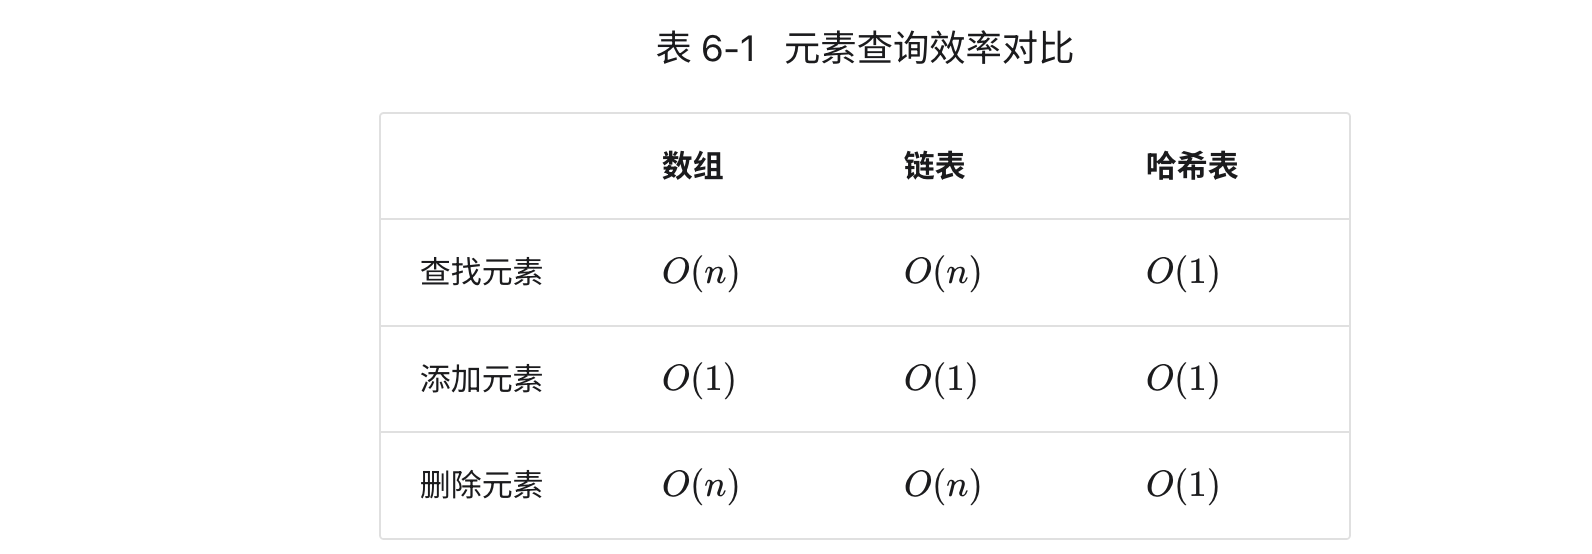 表 6-1 元素查询效率对比
数组 链表 哈希表
查找元素 O(n) O(n) O(1)
添加元素 O(1) O(1) O(1)
删除元素 O(n) O(n) O(1)